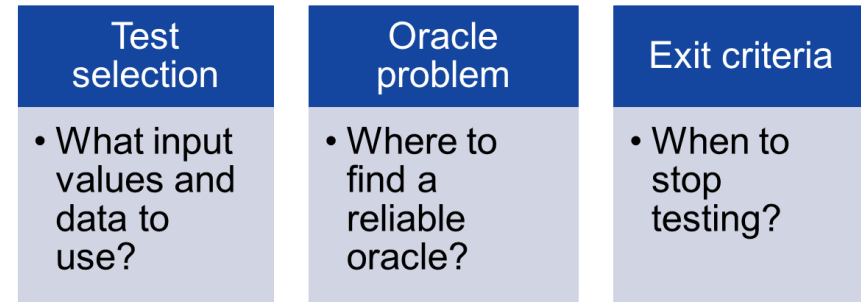 Test
selection
• What input
values and
data to
use?
Oracle
problem
• Where to
find a
reliable
oracle?
Exit criteria
• When to
stop
testing?